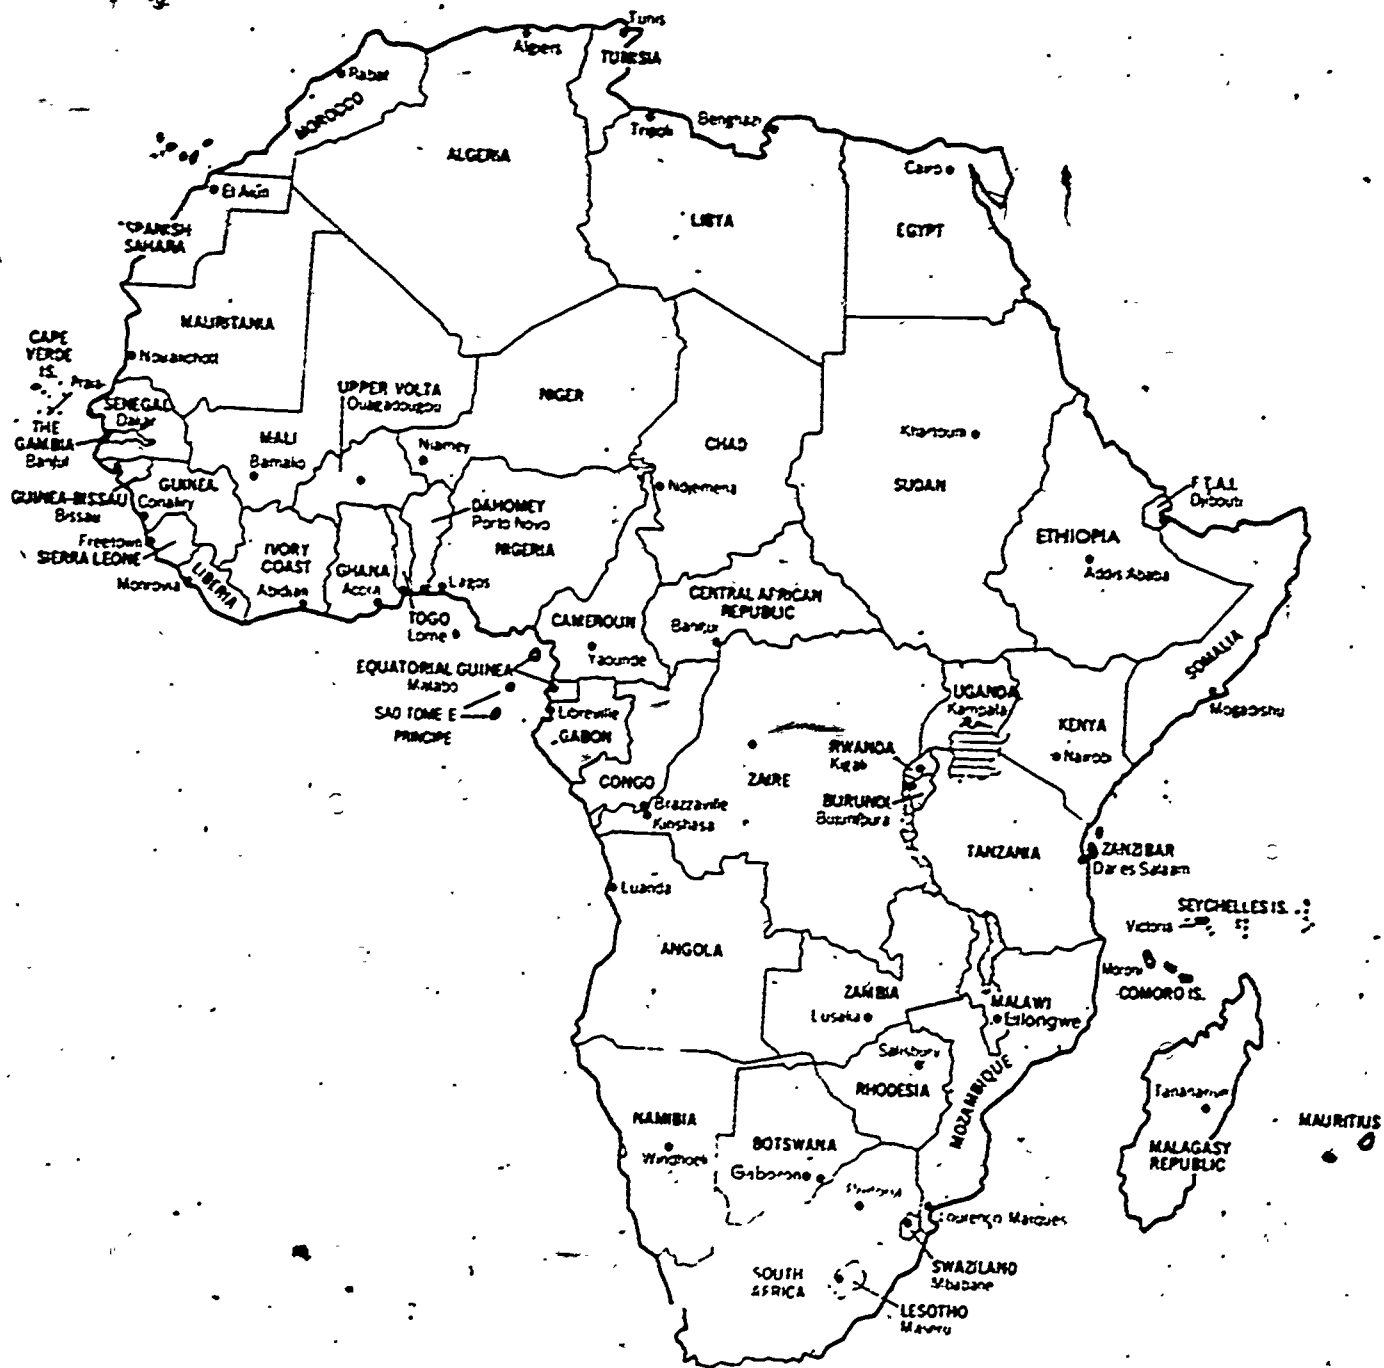 Tunis
Algiers
TUNISIA
Rabat
MOROCCO
Tripoli
Benghazi
ALGERIA
Cairo
El Aiun
LIBYA
EGYPT
SPANISH
SAHARA
MAURITANIA
CAPE
VERDE
IS.
Nouakchott
Praia
UPPER VOLTA
Ouagadougou
NIGER
SENEGAL
Dakar
THE
GAMBIA
Banjul
MALI
Bamako
Niamey
CHAD
Khartoum
GUINEA
Conakry
GUINEA-BISSAU
Bissau
Ndjemena
SUDAN
F.T.A.I.
Djibouti
DAHOMEY
Porto Novo
NIGERIA
ETHIOPIA
Addis Ababa
Freetown
SIERRA LEONE
IVORY
COAST
Abidjan
GHANA
Accra
LIBERIA
Monrovia
Lagos
TOGO
Lome
CAMEROUN
Yaounde
CENTRAL AFRICAN
REPUBLIC
Bangui
EQUATORIAL GUINEA
Malabo
SAO TOME E
PRINCIPE
Libreville
GABON
UGANDA
Kampala
KENYA
Nairobi
SOMALIA
Mogadishu
RWANDA
Kigali
CONGO
Brazzaville
Kinshasa
ZAIRE
BURUNDI
Bujumbura
TANZANIA
ZANZIBAR
Dar es Salaam
Luanda
SEYCHELLES IS.
Victoria
ANGOLA
Moroni
COMORO IS.
ZAMBIA
Lusaka
MALAWI
Lilongwe
Salisbury
RHODESIA
MOZAMBIQUE
Tananarive
MALAGASY
REPUBLIC
MAURITIUS
NAMIBIA
Windhoek
BOTSWANA
Gaborone
Pretoria
Lourenço Marques
SWAZILAND
Mbabane
SOUTH
AFRICA
LESOTHO
Maseru